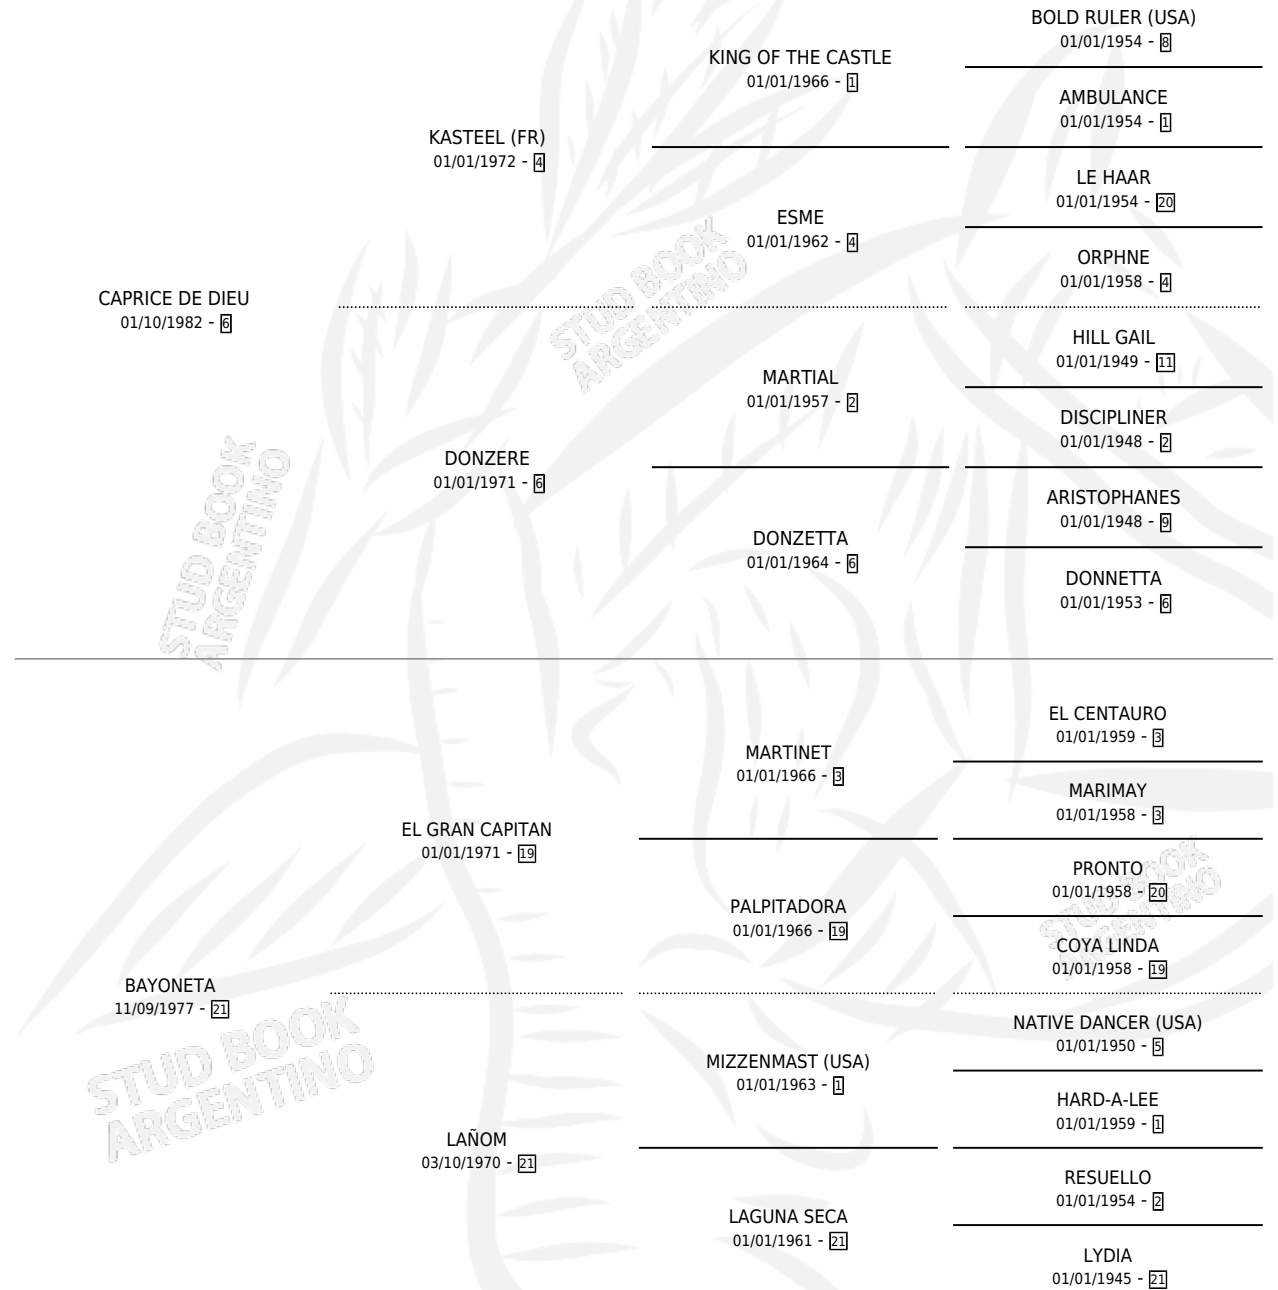 BOLD RULER (USA)
01/01/1954 - 8
KING OF THE CASTLE
01/01/1966 - 1
AMBULANCE
01/01/1954 - 1
KASTEEL (FR)
01/01/1972 - 4
LE HAAR
01/01/1954 - 20
ESME
01/01/1962 - 4
ORPHNE
01/01/1958 - 4
CAPRICE DE DIEU
01/10/1982 - 6
HILL GAIL
01/01/1949 - 11
MARTIAL
01/01/1957 - 2
DISCIPLINER
01/01/1948 - 2
DONZERE
01/01/1971 - 6
ARISTOPHANES
01/01/1948 - 9
DONZETTA
01/01/1964 - 6
DONNETTA
01/01/1953 - 6
EL CENTAURO
01/01/1959 - 3
MARTINET
01/01/1966 - 3
MARIMAY
01/01/1958 - 3
EL GRAN CAPITAN
01/01/1971 - 19
PRONTO
01/01/1958 - 20
PALPITADORA
01/01/1966 - 19
COYA LINDA
01/01/1958 - 19
BAYONETA
11/09/1977 - 21
NATIVE DANCER (USA)
01/01/1950 - 5
MIZZENMAST (USA)
01/01/1963 - 1
HARD-A-LEE
01/01/1959 - 1
LAÑOM
03/10/1970 - 21
RESUELLO
01/01/1954 - 2
LAGUNA SECA
01/01/1961 - 21
LYDIA
01/01/1945 - 21
STUD BOOK
ARGENTINO
STUD BOOK
ARGENTINO
STUD BOOK
ARGENTINO
STUD BOOK
ARGENTINO